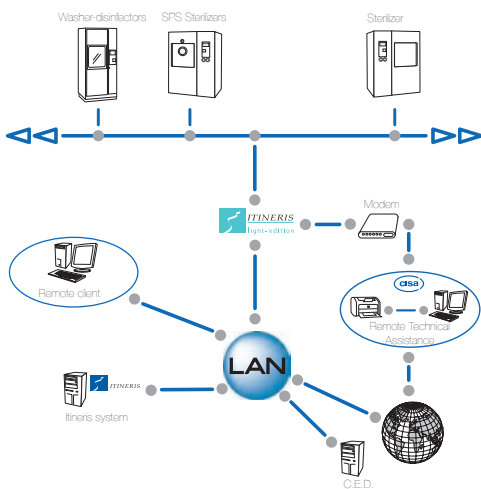 Washer-disinfectors
SPS Sterilizers
Sterilizer
ITINERIS
light-edition
Modem
Remote client
cisa
Remote Technical
Assistance
LAN
ITINERIS
Itineris system
C.E.D.